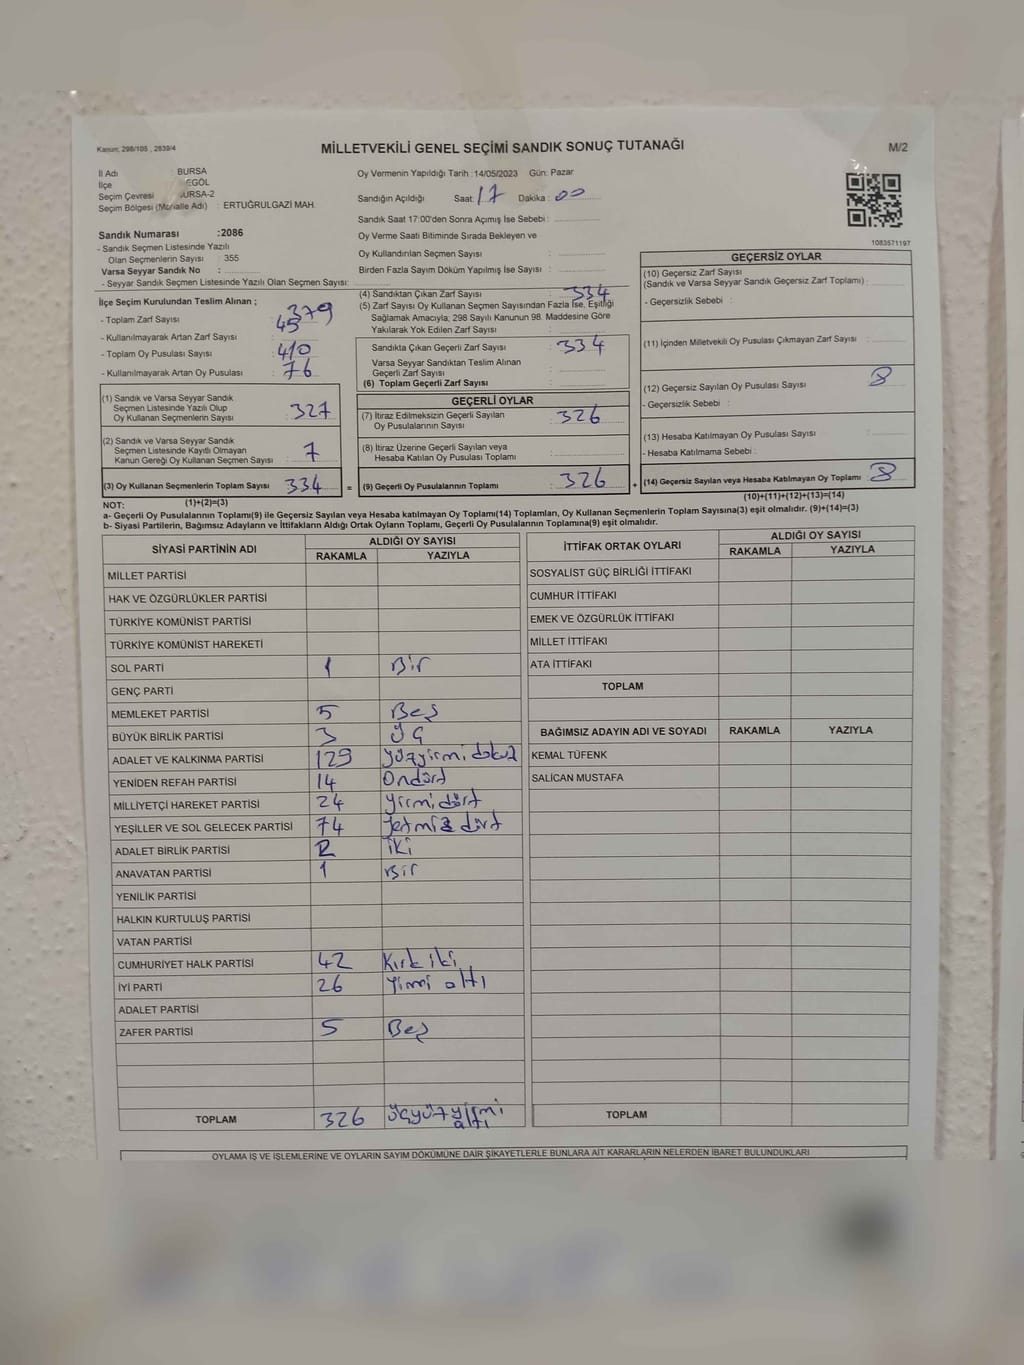 Kanun: 298/105 , 2839/4
MİLLETVEKİLİ GENEL SEÇİMİ SANDIK SONUÇ TUTANAĞI
M/2
İl Adı : BURSA
İlçe EGÖL
Seçim Çevresi URSA-2
Seçim Bölgesi (Mahalle Adı) : ERTUĞRULGAZİ MAH.
Oy Vermenin Yapıldığı Tarih :14/05/2023 Gün: Pazar
Sandığın Açıldığı Saat: 17 Dakika : 00
Sandık Saat 17:00'den Sonra Açımış İse Sebebi :
Oy Verme Saati Bitiminde Sırada Bekleyen ve
Oy Kullandırılan Seçmen Sayısı :
Birden Fazla Sayım Döküm Yapılmış İse Sayısı :
1083571197
Sandık Numarası :2086
- Sandık Seçmen Listesinde Yazılı
Olan Seçmenlerin Sayısı : 355
Varsa Seyyar Sandık No :
- Seyyar Sandık Seçmen Listesinde Yazılı Olan Seçmen Sayısı:
İlçe Seçim Kurulundan Teslim Alınan ;
- Toplam Zarf Sayısı : 379
- Kullanılmayarak Artan Zarf Sayısı : 45
- Toplam Oy Pusulası Sayısı : 410
- Kullanılmayarak Artan Oy Pusulası : 76
(1) Sandık ve Varsa Seyyar Sandık
Seçmen Listesinde Yazılı Olup
Oy Kullanan Seçmenlerin Sayısı : 327
(2) Sandık ve Varsa Seyyar Sandık
Seçmen Listesinde Kayıtlı Olmayan
Kanun Gereği Oy Kullanan Seçmen Sayısı : 7
(3) Oy Kullanan Seçmenlerin Toplam Sayısı : 334
(4) Sandıktan Çıkan Zarf Sayısı : 334
(5) Zarf Sayısı Oy Kullanan Seçmen Sayısından Fazla İse, Eşitliği
Sağlamak Amacıyla, 298 Sayılı Kanunun 98. Maddesine Göre
Yakılarak Yok Edilen Zarf Sayısı :
Sandıkta Çıkan Geçerli Zarf Sayısı : 334
Varsa Seyyar Sandıktan Teslim Alınan
Geçerli Zarf Sayısı :
(6) Toplam Geçerli Zarf Sayısı :
GEÇERLİ OYLAR
(7) İtiraz Edilmeksizin Geçerli Sayılan
Oy Pusulalarının Sayısı : 326
(8) İtiraz Üzerine Geçerli Sayılan veya
Hesaba Katılan Oy Pusulası Toplamı :
= (9) Geçerli Oy Pusulalarının Toplamı : 326
GEÇERSİZ OYLAR
(10) Geçersiz Zarf Sayısı
(Sandık ve Varsa Seyyar Sandık Geçersiz Zarf Toplamı) :
- Geçersizlik Sebebi :
(11) İçinden Milletvekili Oy Pusulası Çıkmayan Zarf Sayısı :
(12) Geçersiz Sayılan Oy Pusulası Sayısı : 8
- Geçersizlik Sebebi :
(13) Hesaba Katılmayan Oy Pusulası Sayısı :
- Hesaba Katılmama Sebebi :
+ (14) Geçersiz Sayılan veya Hesaba Katılmayan Oy Toplamı : 8
NOT: (1)+(2)=(3)
(10)+(11)+(12)+(13)=(14)
a- Geçerli Oy Pusulalarının Toplamı(9) ile Geçersiz Sayılan veya Hesaba Katılmayan Oy Toplamı(14) Toplamları, Oy Kullanan Seçmenlerin Toplam Sayısına(3) eşit olmalıdır. (9)+(14)=(3)
b- Siyasi Partilerin, Bağımsız Adayların ve İttifakların Aldığı Ortak Oyların Toplamı, Geçerli Oy Pusulalarının Toplamına(9) eşit olmalıdır.
SİYASİ PARTİNİN ADI ALDIĞI OY SAYISI
RAKAMLA YAZIYLA
MİLLET PARTİSİ
HAK VE ÖZGÜRLÜKLER PARTİSİ
TÜRKİYE KOMÜNİST PARTİSİ
TÜRKİYE KOMÜNİST HAREKETİ
SOL PARTİ 1 Bir
GENÇ PARTİ
MEMLEKET PARTİSİ 5 Beş
BÜYÜK BİRLİK PARTİSİ 3 Üç
ADALET VE KALKINMA PARTİSİ 129 yüzyirmi dokuz
YENİDEN REFAH PARTİSİ 14 Ondört
MİLLİYETÇİ HAREKET PARTİSİ 24 yirmi dört
YEŞİLLER VE SOL GELECEK PARTİSİ 74 Yetmiş dört
ADALET BİRLİK PARTİSİ 2 İki
ANAVATAN PARTİSİ 1 Bir
YENİLİK PARTİSİ
HALKIN KURTULUŞ PARTİSİ
VATAN PARTİSİ
CUMHURİYET HALK PARTİSİ 42 Kırk iki
İYİ PARTİ 26 Yimi altı
ADALET PARTİSİ
ZAFER PARTİSİ 5 Beş
TOPLAM 326 üçyüzyirmi
altı
İTTİFAK ORTAK OYLARI ALDIĞI OY SAYISI
RAKAMLA YAZIYLA
SOSYALİST GÜÇ BİRLİĞİ İTTİFAKI
CUMHUR İTTİFAKI
EMEK VE ÖZGÜRLÜK İTTİFAKI
MİLLET İTTİFAKI
ATA İTTİFAKI
TOPLAM
BAĞIMSIZ ADAYIN ADI VE SOYADI RAKAMLA YAZIYLA
KEMAL TÜFENK
SALİCAN MUSTAFA
TOPLAM
OYLAMA İŞ VE İŞLEMLERİNE VE OYLARIN SAYIM DÖKÜMÜNE DAİR ŞİKAYETLERLE BUNLARA AİT KARARLARIN NELERDEN İBARET BULUNDUKLARI